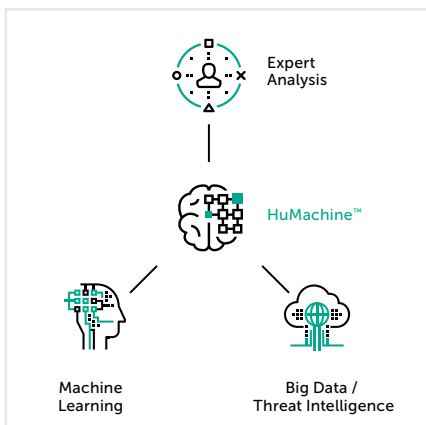 Expert
Analysis
HuMachine™
Machine
Learning
Big Data /
Threat Intelligence